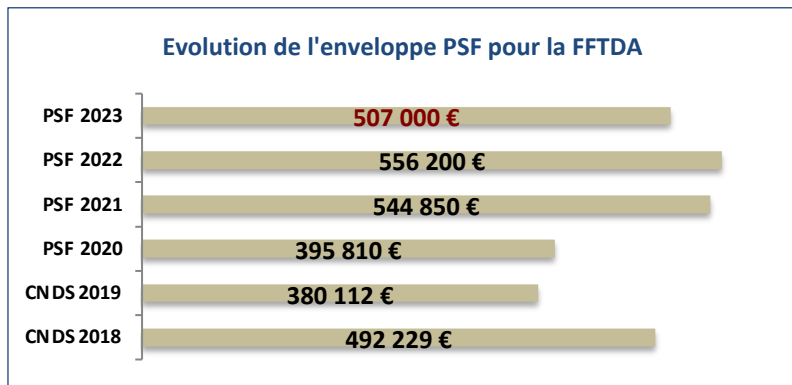 Evolution de l'enveloppe PSF pour la FFTDA
PSF 2023 507 000 €
PSF 2022 556 200 €
PSF 2021 544 850 €
PSF 2020 395 810 €
CNDS 2019 380 112 €
CNDS 2018 492 229 €